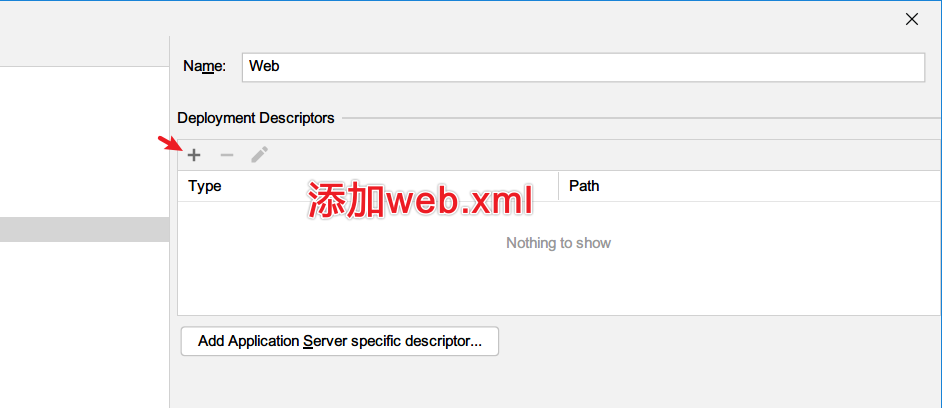 Name:
Web
Deployment Descriptors
Type
Path
添加web.xml
Nothing to show
Add Application Server specific descriptor...